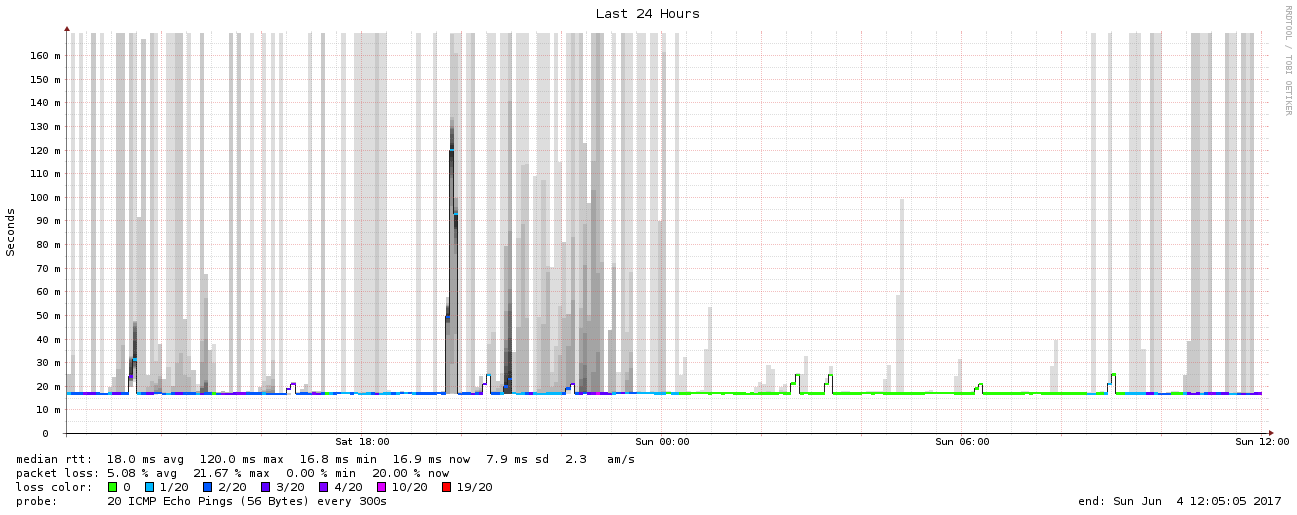 Last 24 Hours
RRDTOOL / TOBI OETIKER
Seconds
160 m
150 m
140 m
130 m
120 m
110 m
100 m
90 m
80 m
70 m
60 m
50 m
40 m
30 m
20 m
10 m
0
Sat 18:00 Sun 00:00 Sun 06:00 Sun 12:00
median rtt: 18.0 ms avg 120.0 ms max 16.8 ms min 16.9 ms now 7.9 ms sd 2.3 am/s
packet loss: 5.08 % avg 21.67 % max 0.00 % min 20.00 % now
loss color: 0 1/20 2/20 3/20 4/20 10/20 19/20
probe: 20 ICMP Echo Pings (56 Bytes) every 300s end: Sun Jun 4 12:05:05 2017